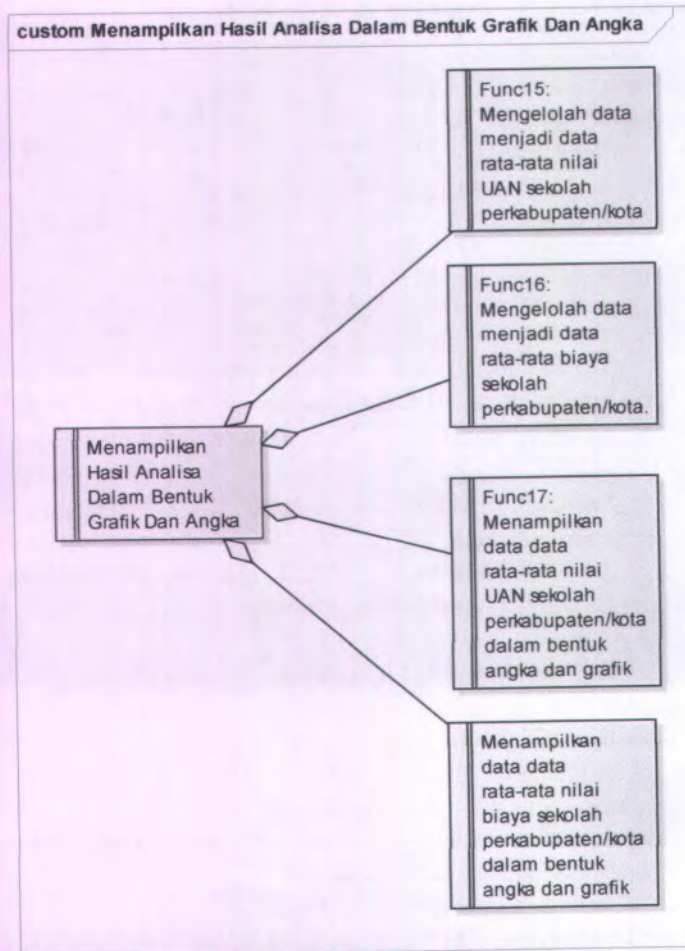 custom Menampilkan Hasil Analisa Dalam Bentuk Grafik Dan Angka
Func15:
Mengelolah data
menjadi data
rata-rata nilai
UAN sekolah
perkabupaten/kota
Func16:
Mengelolah data
menjadi data
rata-rata biaya
sekolah
perkabupaten/kota.
Menampilkan
Hasil Analisa
Dalam Bentuk
Grafik Dan Angka
Func17:
Menampilkan
data data
rata-rata nilai
UAN sekolah
perkabupaten/kota
dalam bentuk
angka dan grafik
Menampilkan
data data
rata-rata nilai
biaya sekolah
perkabupaten/kota
dalam bentuk
angka dan grafik